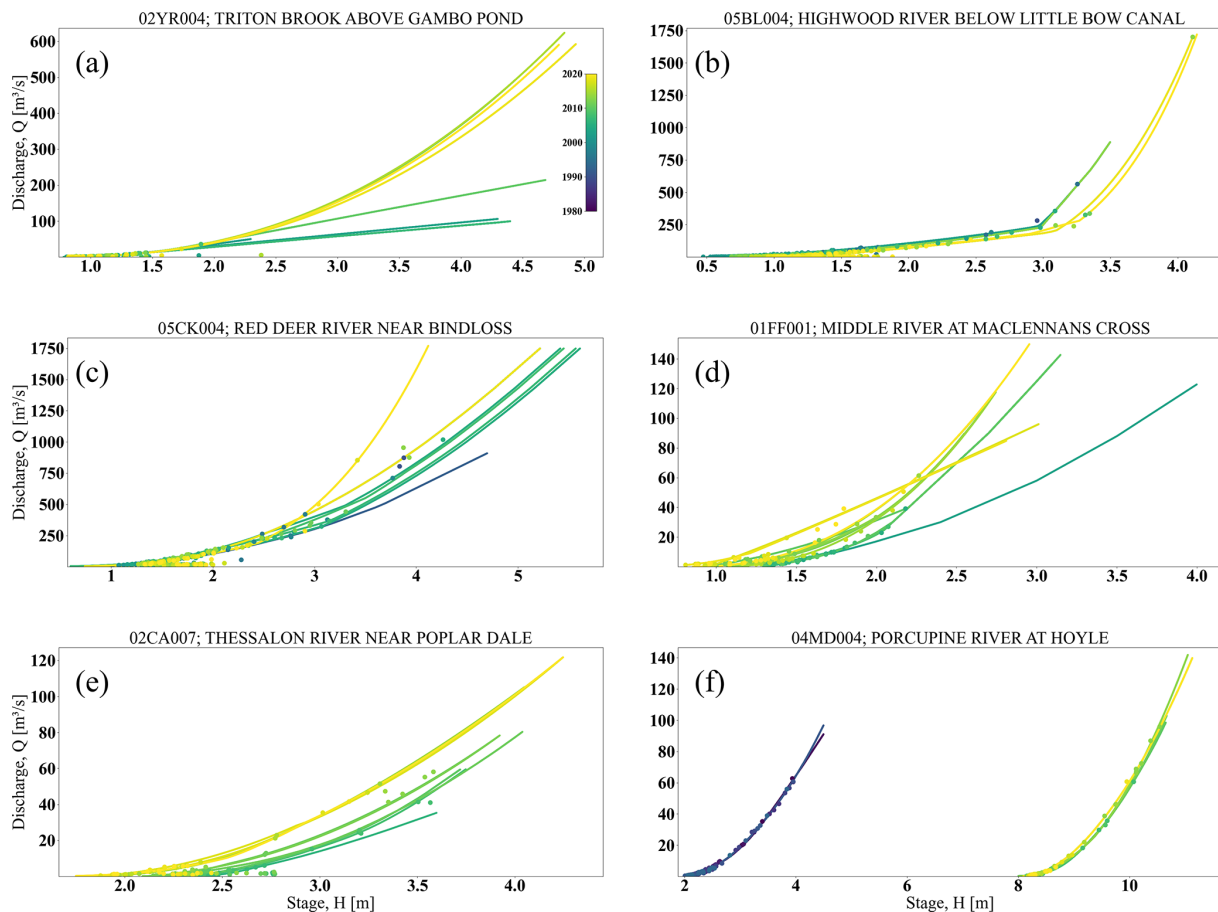 02YR004; TRITON BROOK ABOVE GAMBO POND
(a)
Discharge, Q [m³/s]
600
500
400
300
200
100
2020
2010
2000
1990
1980
1.0 1.5 2.0 2.5 3.0 3.5 4.0 4.5 5.0
05BL004; HIGHWOOD RIVER BELOW LITTLE BOW CANAL
(b)
1750
1500
1250
1000
750
500
250
0.5 1.0 1.5 2.0 2.5 3.0 3.5 4.0
05CK004; RED DEER RIVER NEAR BINDLOSS
(c)
Discharge, Q [m³/s]
1750
1500
1250
1000
750
500
250
1 2 3 4 5
01FF001; MIDDLE RIVER AT MACLENNANS CROSS
(d)
140
120
100
80
60
40
20
1.0 1.5 2.0 2.5 3.0 3.5 4.0
02CA007; THESSALON RIVER NEAR POPLAR DALE
(e)
Discharge, Q [m³/s]
120
100
80
60
40
20
2.0 2.5 3.0 3.5 4.0
Stage, H [m]
04MD004; PORCUPINE RIVER AT HOYLE
(f)
140
120
100
80
60
40
20
2 4 6 8 10
Stage, H [m]